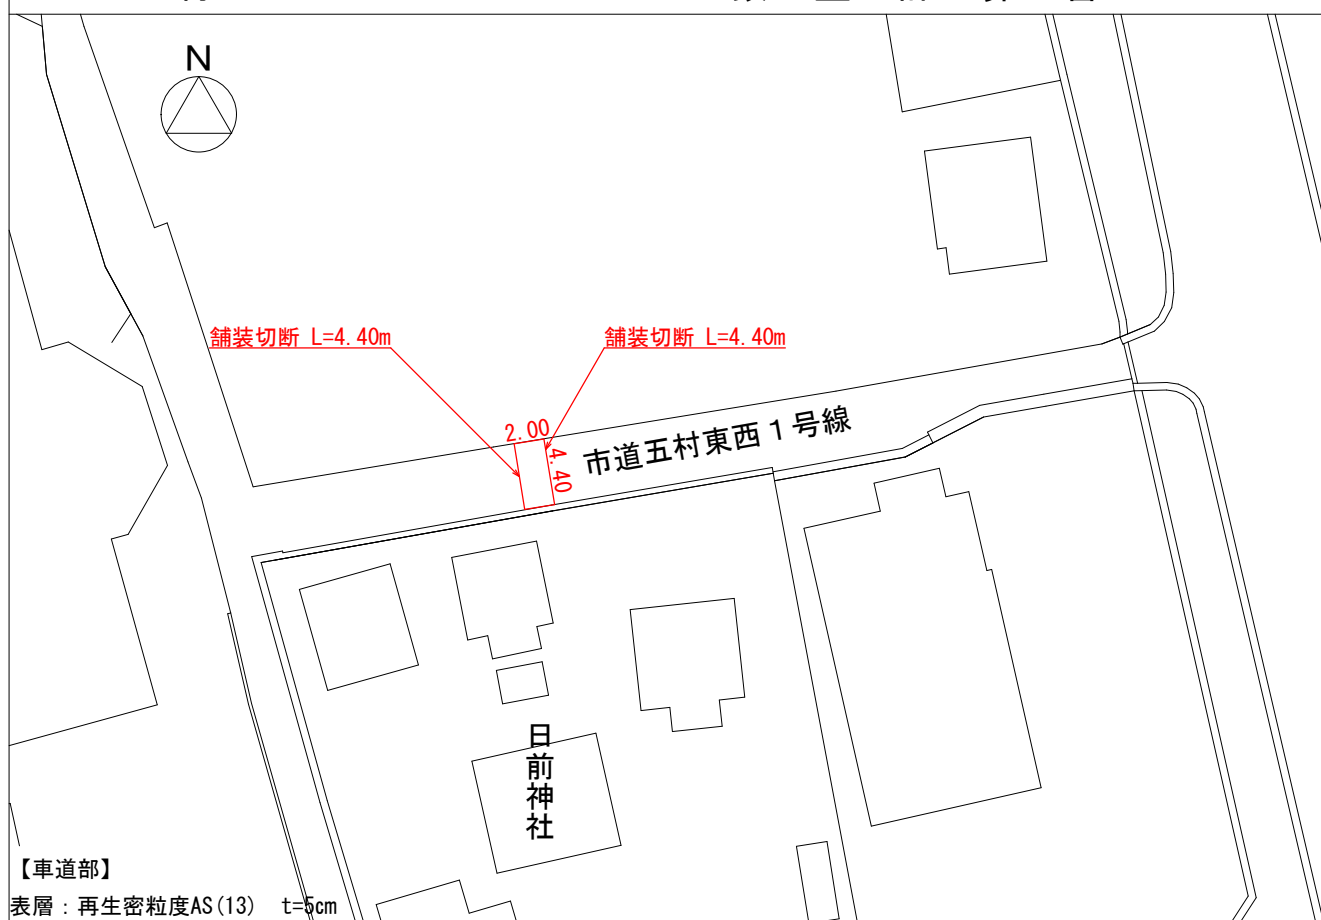 N
舗装切断 L=4.40m
舗装切断 L=4.40m
2.00
4.40
市道五村東西1号線
日前神社
【車道部】
表層：再生密粒度AS(13) t=5cm